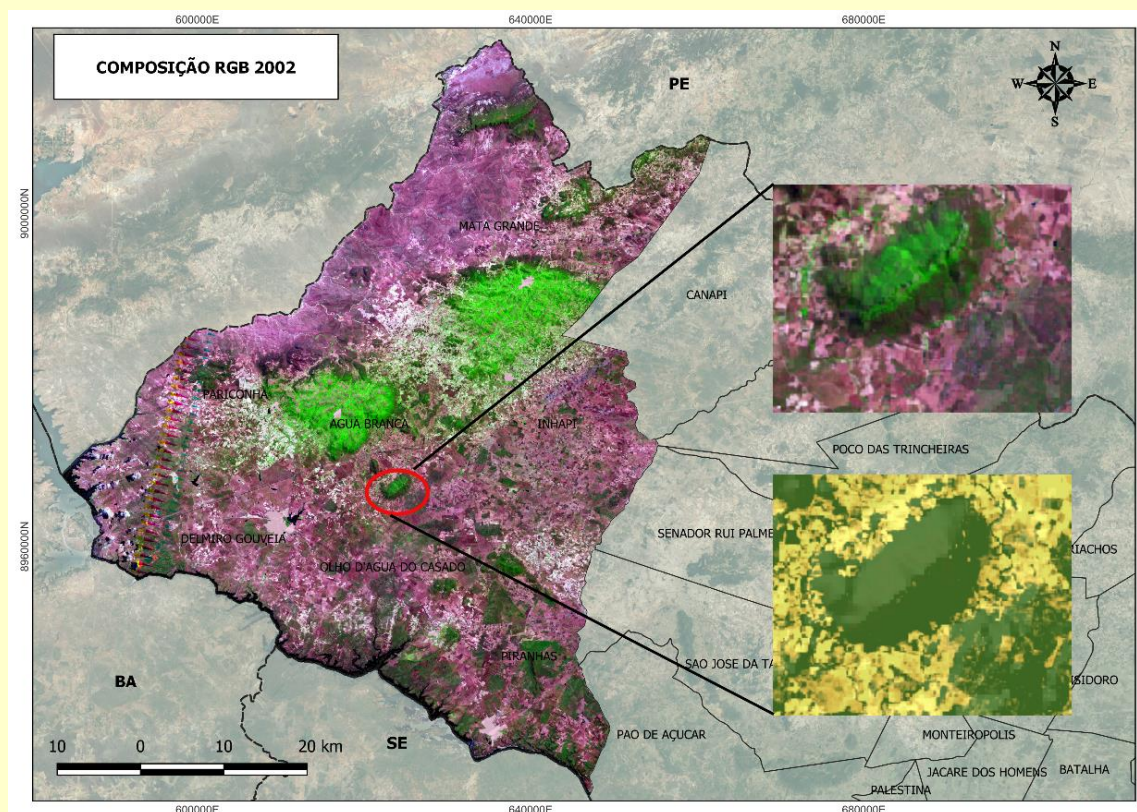 600000E
640000E
680000E
COMPOSIÇÃO RGB 2002
PE
N
W
E
S
9000000N
MATA GRANDE
CANAPI
PARICONHA
AGUA BRANCA
INHAPI
POCO DAS TRINCHEIRAS
SENADOR RUI PALME
RIACHOS
8960000N
DELMIRO GOUVEIA
OLHO D'AGUA DO CASADO
PIRANHAS
SAO JOSE DA TA
ISIDORO
BA
SE
PAO DE AÇUCAR
MONTEIROPOLIS
JACARE DOS HOMENS
BATALHA
PALESTINA
10 0 10 20 km
600000E
640000E
680000E